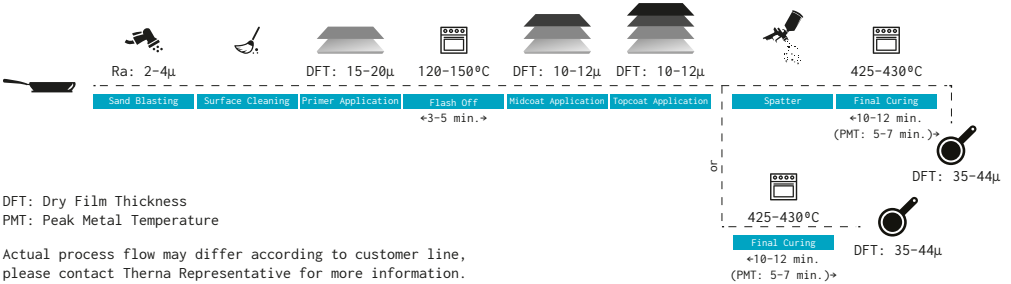 Ra: 2-4μ
DFT: 15-20μ
120-150ºC
DFT: 10-12μ
DFT: 10-12μ
425-430ºC
Sand Blasting
Surface Cleaning
Primer Application
Flash Off
Midcoat Application
Topcoat Application
Spatter
Final Curing
←3-5 min.→
←10-12 min.
(PMT: 5-7 min.)→
or
DFT: 35-44μ
425-430ºC
Final Curing
←10-12 min.
(PMT: 5-7 min.)→
DFT: 35-44μ
DFT: Dry Film Thickness
PMT: Peak Metal Temperature
Actual process flow may differ according to customer line,
please contact Therna Representative for more information.